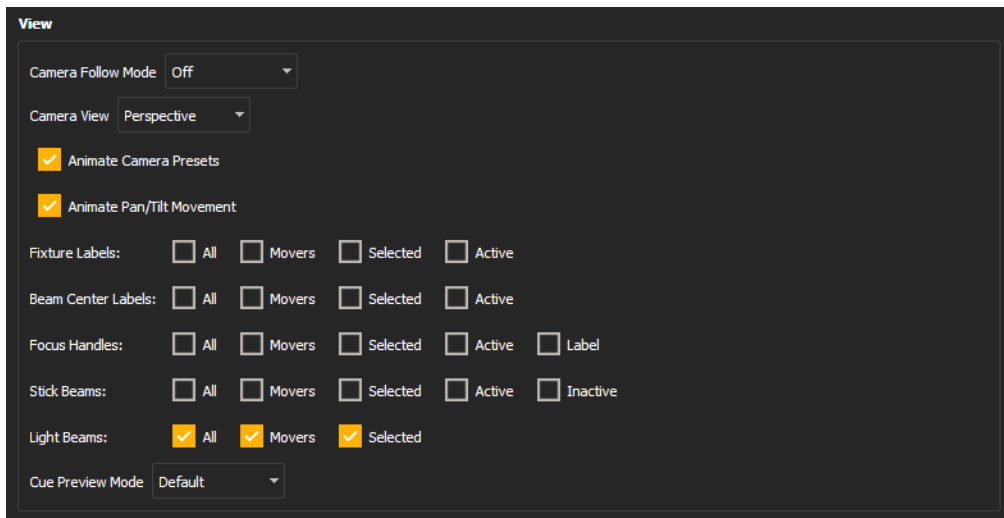 View
Camera Follow Mode Off
Camera View Perspective
Animate Camera Presets
Animate Pan/Tilt Movement
Fixture Labels: All Movers Selected Active
Beam Center Labels: All Movers Selected Active
Focus Handles: All Movers Selected Active Label
Stick Beams: All Movers Selected Active Inactive
Light Beams: All Movers Selected
Cue Preview Mode Default